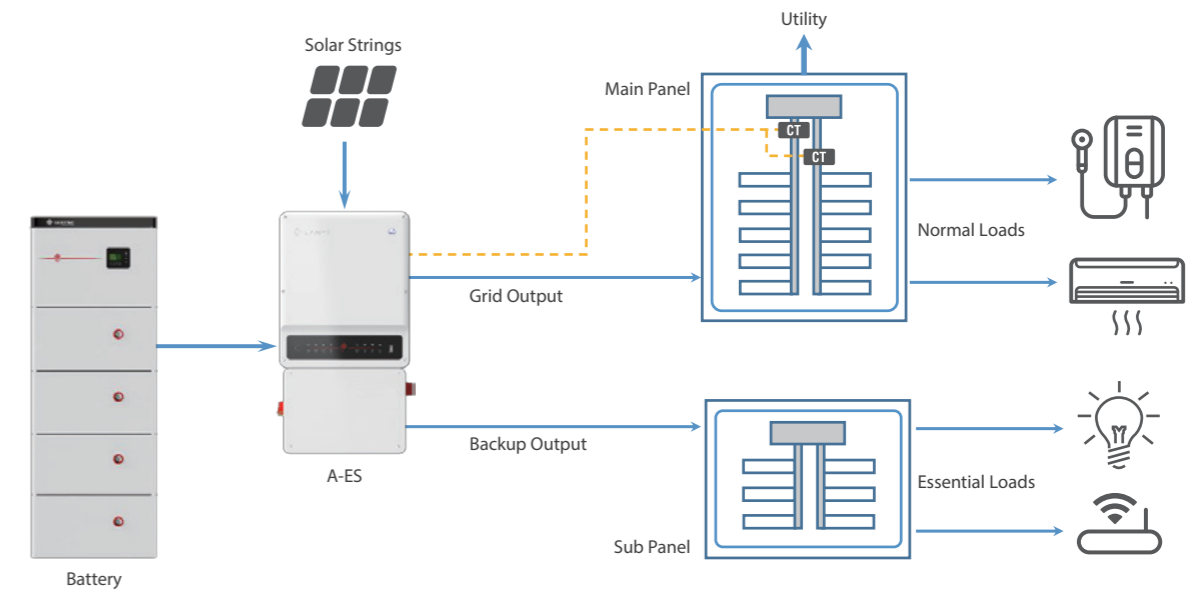 Utility
Solar Strings
Main Panel
CT
CT
Normal Loads
Grid Output
Backup Output
Essential Loads
A-ES
Sub Panel
Battery